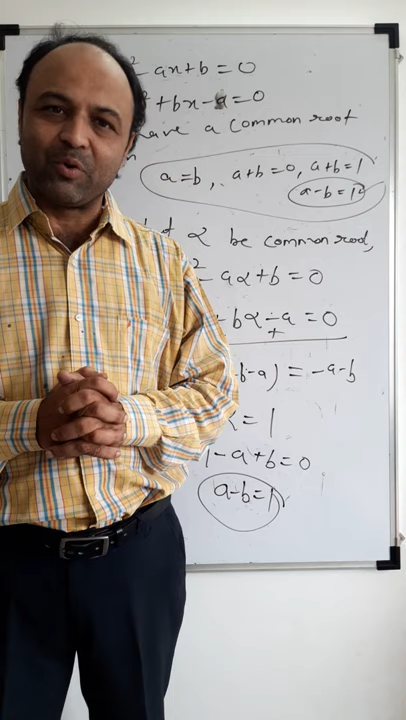 ² - ax + b = 0
² + bx - a = 0
have a common root
a = b, a + b = 0, a + b = 1
a - b = 1
be common root,
² - aα + b = 0
+ bα - a = 0
+
-b-a) = -a-b
= 1
1 - a + b = 0
a - b = 1